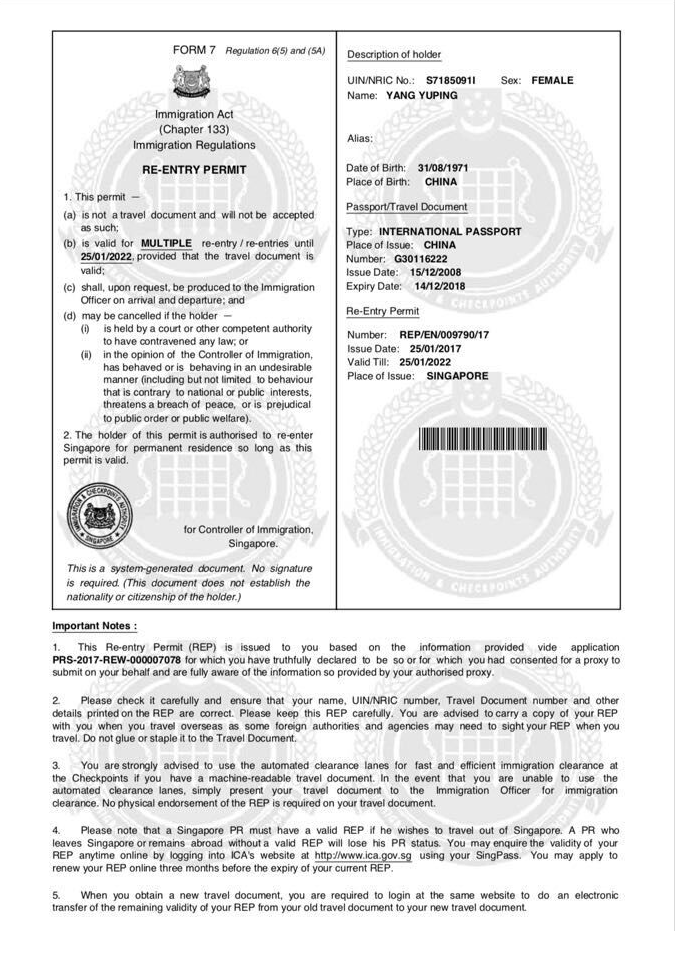 FORM 7 Regulation 6(5) and (5A)
Immigration Act
(Chapter 133)
Immigration Regulations
RE-ENTRY PERMIT
1. This permit —
(a) is not a travel document and will not be accepted
as such;
(b) is valid for MULTIPLE re-entry / re-entries until
25/01/2022, provided that the travel document is
valid;
(c) shall, upon request, be produced to the Immigration
Officer on arrival and departure; and
(d) may be cancelled if the holder —
(i) is held by a court or other competent authority
to have contravened any law; or
(ii) in the opinion of the Controller of Immigration,
has behaved or is behaving in an undesirable
manner (including but not limited to behaviour
that is contrary to national or public interests,
threatens a breach of peace, or is prejudicial
to public order or public welfare).
2. The holder of this permit is authorised to re-enter
Singapore for permanent residence so long as this
permit is valid.
IMMIGRATION & CHECKPOINTS AUTHORITY
SINGAPORE
for Controller of Immigration,
Singapore.
This is a system-generated document. No signature
is required. (This document does not establish the
nationality or citizenship of the holder.)
Description of holder
UIN/NRIC No.: S7185091I Sex: FEMALE
Name: YANG YUPING
Alias:
Date of Birth: 31/08/1971
Place of Birth: CHINA
Passport/Travel Document
Type: INTERNATIONAL PASSPORT
Place of Issue: CHINA
Number: G30116222
Issue Date: 15/12/2008
Expiry Date: 14/12/2018
Re-Entry Permit
Number: REP/EN/009790/17
Issue Date: 25/01/2017
Valid Till: 25/01/2022
Place of Issue: SINGAPORE
IMMIGRATION & CHECKPOINTS AUTHORITY
Important Notes :
1. This Re-entry Permit (REP) is issued to you based on the information provided vide application
PRS-2017-REW-000007078 for which you have truthfully declared to be so or for which you had consented for a proxy to
submit on your behalf and are fully aware of the information so provided by your authorised proxy.
2. Please check it carefully and ensure that your name, UIN/NRIC number, Travel Document number and other
details printed on the REP are correct. Please keep this REP carefully. You are advised to carry a copy of your REP
with you when you travel overseas as some foreign authorities and agencies may need to sight your REP when you
travel. Do not glue or staple it to the Travel Document.
3. You are strongly advised to use the automated clearance lanes for fast and efficient immigration clearance at
the Checkpoints if you have a machine-readable travel document. In the event that you are unable to use the
automated clearance lanes, simply present your travel document to the Immigration Officer for immigration
clearance. No physical endorsement of the REP is required on your travel document.
4. Please note that a Singapore PR must have a valid REP if he wishes to travel out of Singapore. A PR who
leaves Singapore or remains abroad without a valid REP will lose his PR status. You may enquire the validity of your
REP anytime online by logging into ICA's website at http://www.ica.gov.sg using your SingPass. You may apply to
renew your REP online three months before the expiry of your current REP.
5. When you obtain a new travel document, you are required to login at the same website to do an electronic
transfer of the remaining validity of your REP from your old travel document to your new travel document.